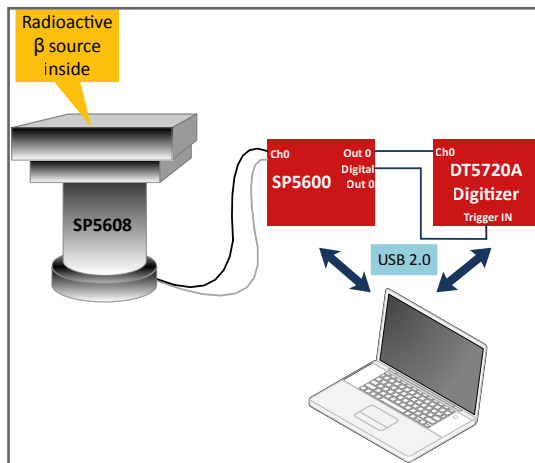 Radioactive
β source
inside
SP5608
Ch0
SP5600
Out 0
Digital
Out 0
Ch0
DT5720A
Digitizer
Trigger IN
USB 2.0